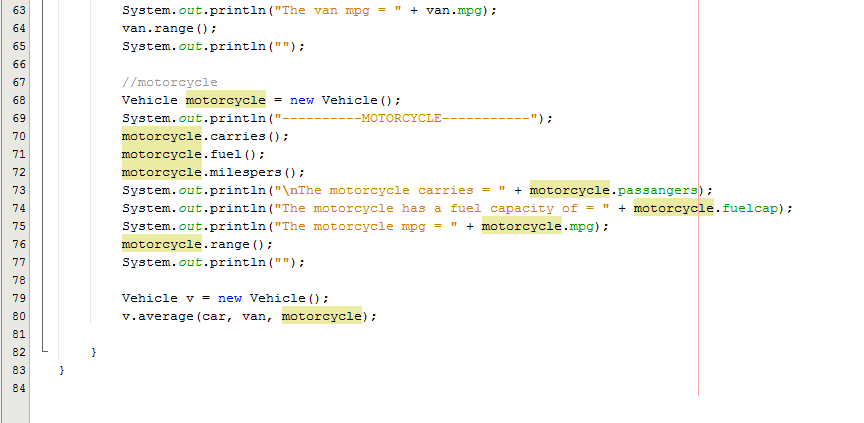 63 System.out.println("The van mpg = " + van.mpg);
64 van.range();
65 System.out.println("");
66
67 //motorcycle
68 Vehicle motorcycle = new Vehicle();
69 System.out.println("----------MOTORCYCLE-----------");
70 motorcycle.carries();
71 motorcycle.fuel();
72 motorcycle.milespers();
73 System.out.println("\nThe motorcycle carries = " + motorcycle.passangers);
74 System.out.println("The motorcycle has a fuel capacity of = " + motorcycle.fuelcap);
75 System.out.println("The motorcycle mpg = " + motorcycle.mpg);
76 motorcycle.range();
77 System.out.println("");
78
79 Vehicle v = new Vehicle();
80 v.average(car, van, motorcycle);
81
82 }
83 }
84